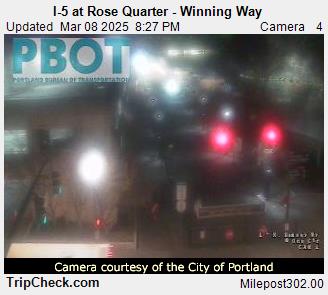 I-5 at Rose Quarter - Winning Way
Updated Mar 08 2025 8:27 PM Camera 4
PBOT
PORTLAND BUREAU OF TRANSPORTATION
Camera courtesy of the City of Portland
TripCheck.com Milepost302.00